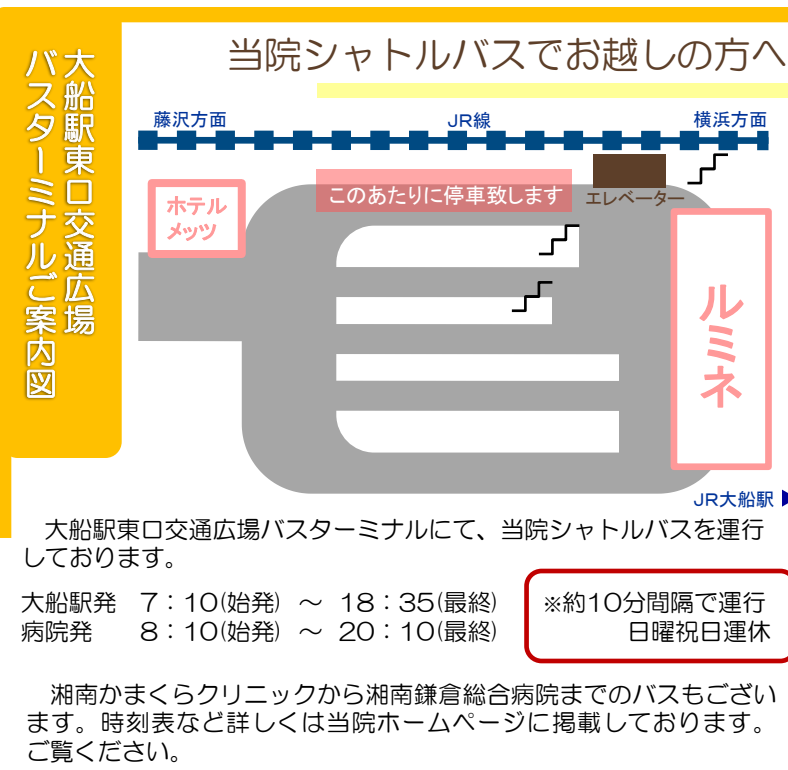 大船駅東口交通広場
バスターミナルご案内図
当院シャトルバスでお越しの方へ
藤沢方面
JR線
横浜方面
ホテル
メッツ
このあたりに停車致します
エレベーター
ルミネ
JR大船駅
大船駅東口交通広場バスターミナルにて、当院シャトルバスを運行
しております。
大船駅発 7：10(始発) ～ 18：35(最終)
病院発 8：10(始発) ～ 20：10(最終)
※約10分間隔で運行
日曜祝日運休
湘南かまくらクリニックから湘南鎌倉総合病院までのバスもござい
ます。時刻表など詳しくは当院ホームページに掲載しております。
ご覧ください。